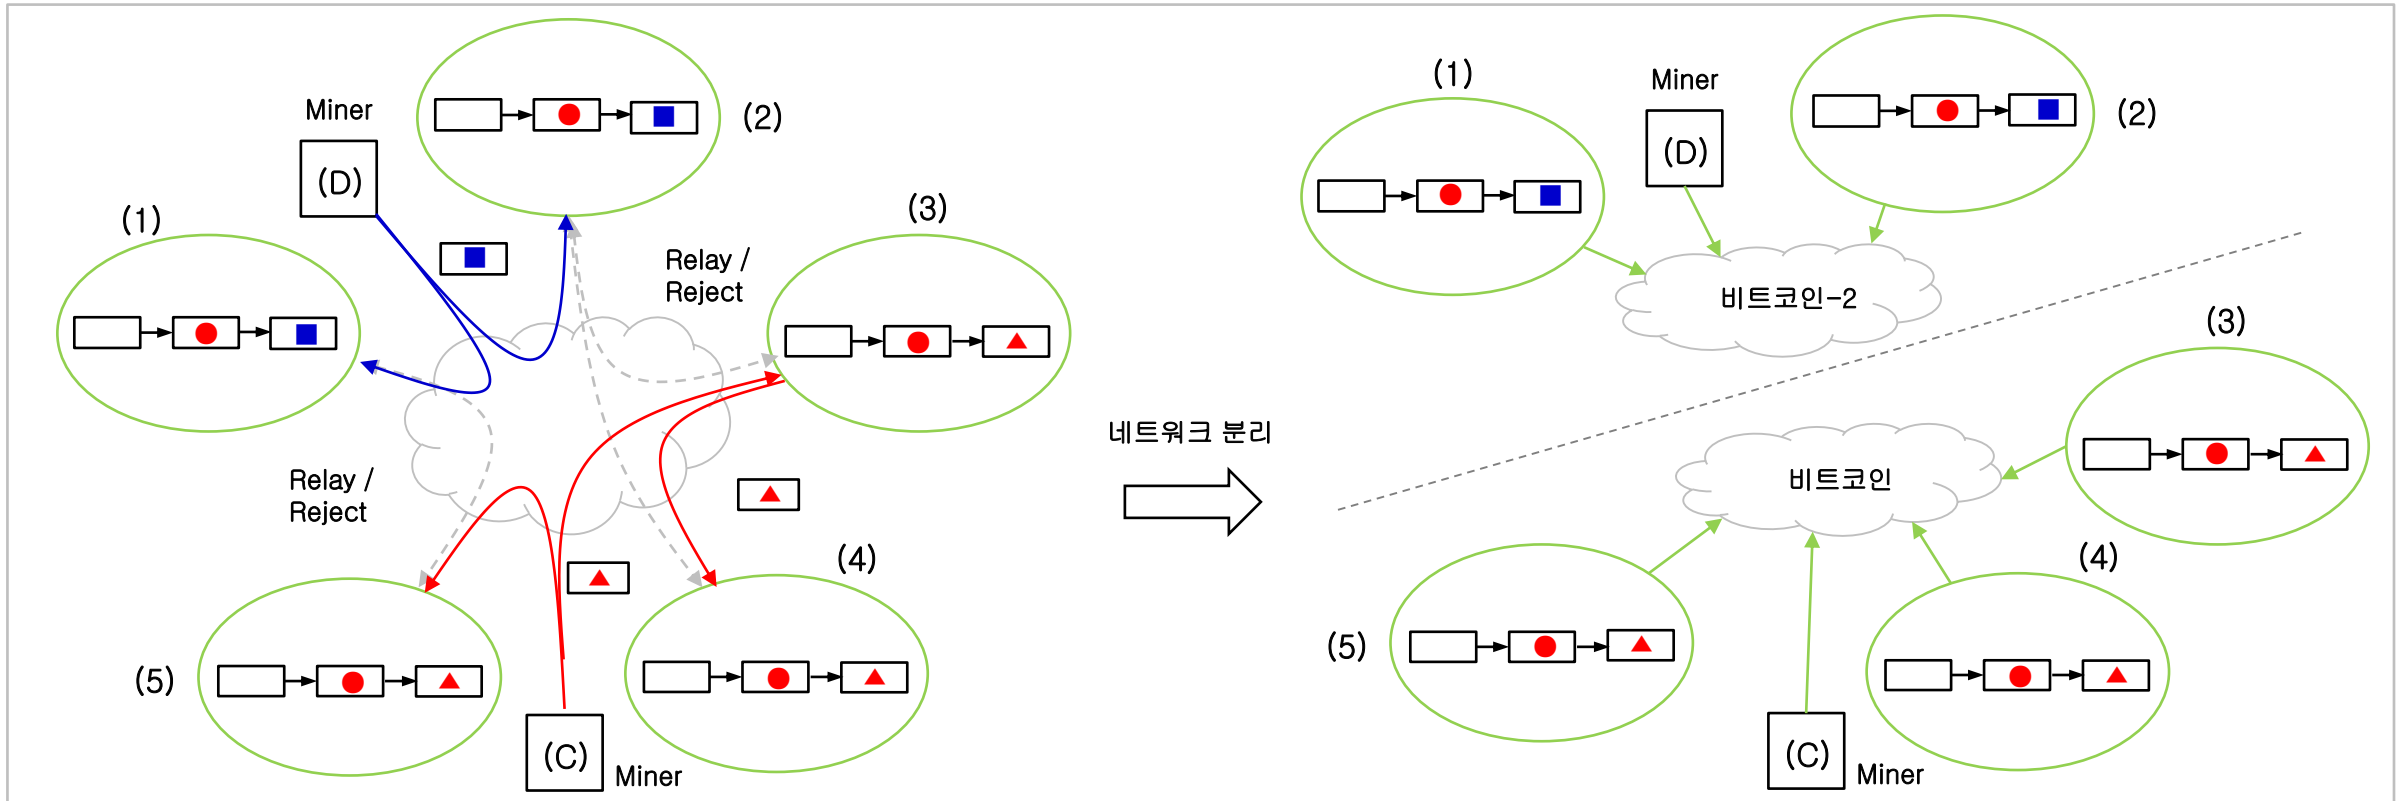 Miner
(D)
(1)
(2)
(3)
Relay /
Reject
Relay /
Reject
(4)
(5)
(C)
Miner
네트워크 분리
(1)
Miner
(D)
(2)
비트코인-2
(3)
비트코인
(4)
(5)
(C)
Miner